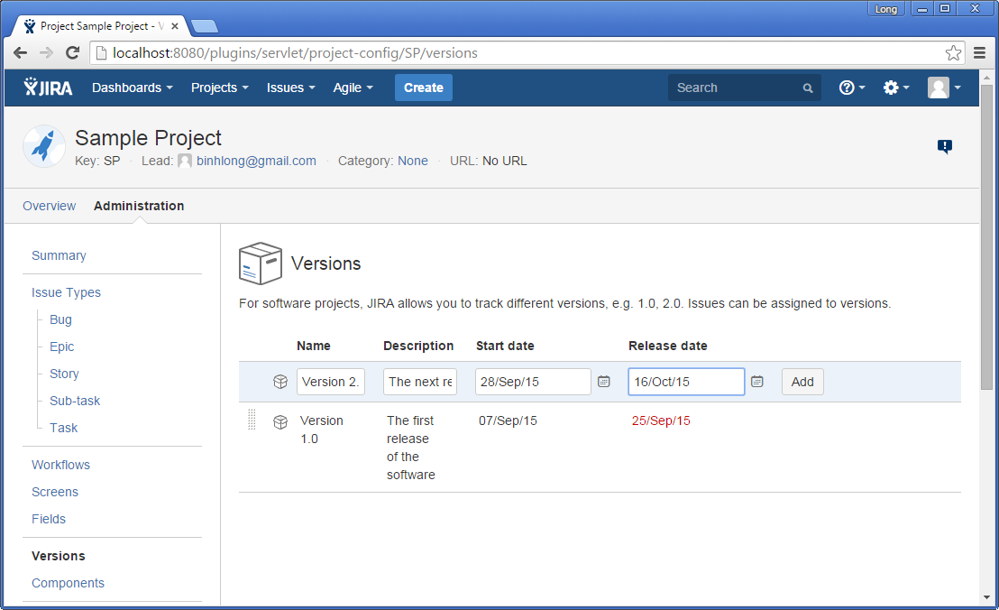 Long
Project Sample Project - V
localhost:8080/plugins/servlet/project-config/SP/versions
JIRA Dashboards Projects Issues Agile Create Search
Sample Project
Key: SP · Lead: binhlong@gmail.com · Category: None · URL: No URL
Overview Administration
Summary
Issue Types
Bug
Epic
Story
Sub-task
Task
Workflows
Screens
Fields
Versions
Components
Versions
For software projects, JIRA allows you to track different versions, e.g. 1.0, 2.0. Issues can be assigned to versions.
Name Description Start date Release date
Version 2. The next re 28/Sep/15 16/Oct/15 Add
Version The first 07/Sep/15 25/Sep/15
1.0 release
of the
software